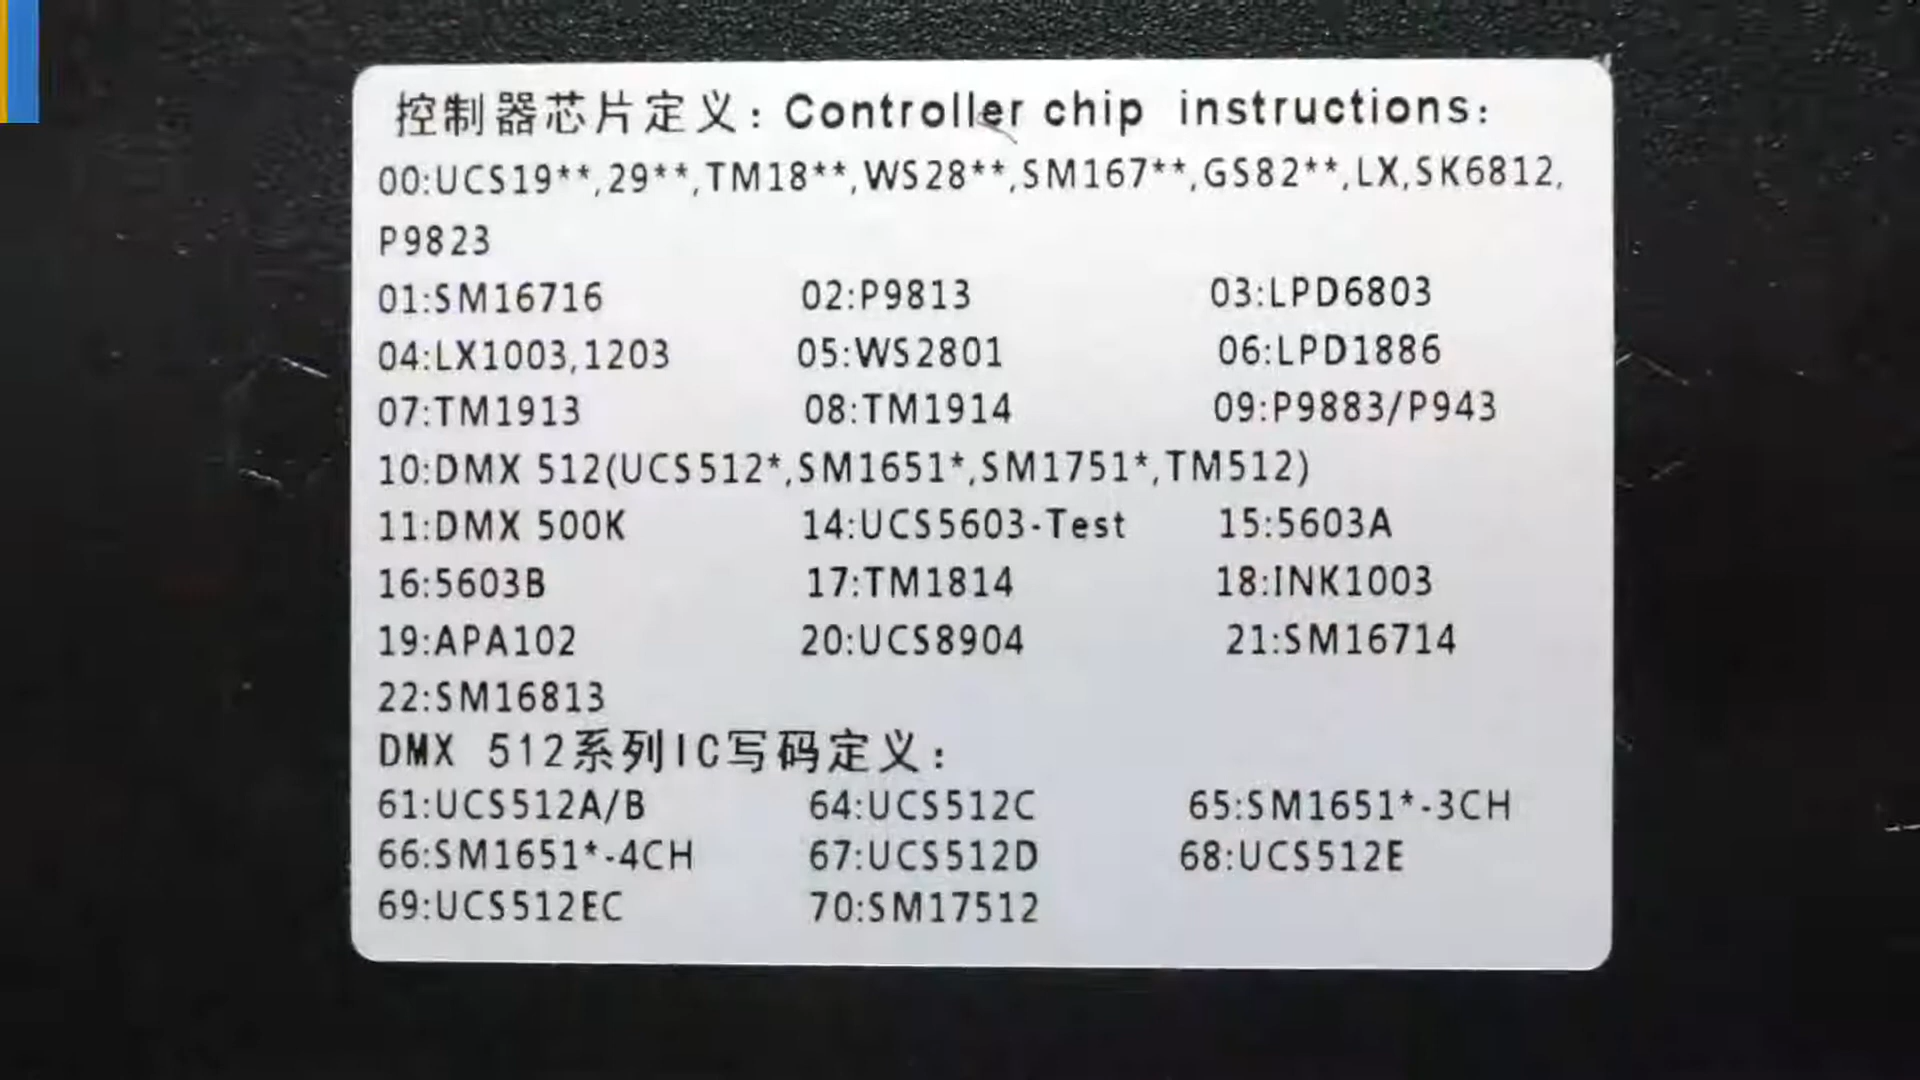 控制器芯片定义：Controller chip instructions:
00:UCS19**,29**,TM18**,WS28**,SM167**,GS82**,LX,SK6812,
P9823
01:SM16716 02:P9813 03:LPD6803
04:LX1003,1203 05:WS2801 06:LPD1886
07:TM1913 08:TM1914 09:P9883/P943
10:DMX 512(UCS512*,SM1651*,SM1751*,TM512)
11:DMX 500K 14:UCS5603-Test 15:5603A
16:5603B 17:TM1814 18:INK1003
19:APA102 20:UCS8904 21:SM16714
22:SM16813
DMX 512系列IC写码定义：
61:UCS512A/B 64:UCS512C 65:SM1651*-3CH
66:SM1651*-4CH 67:UCS512D 68:UCS512E
69:UCS512EC 70:SM17512